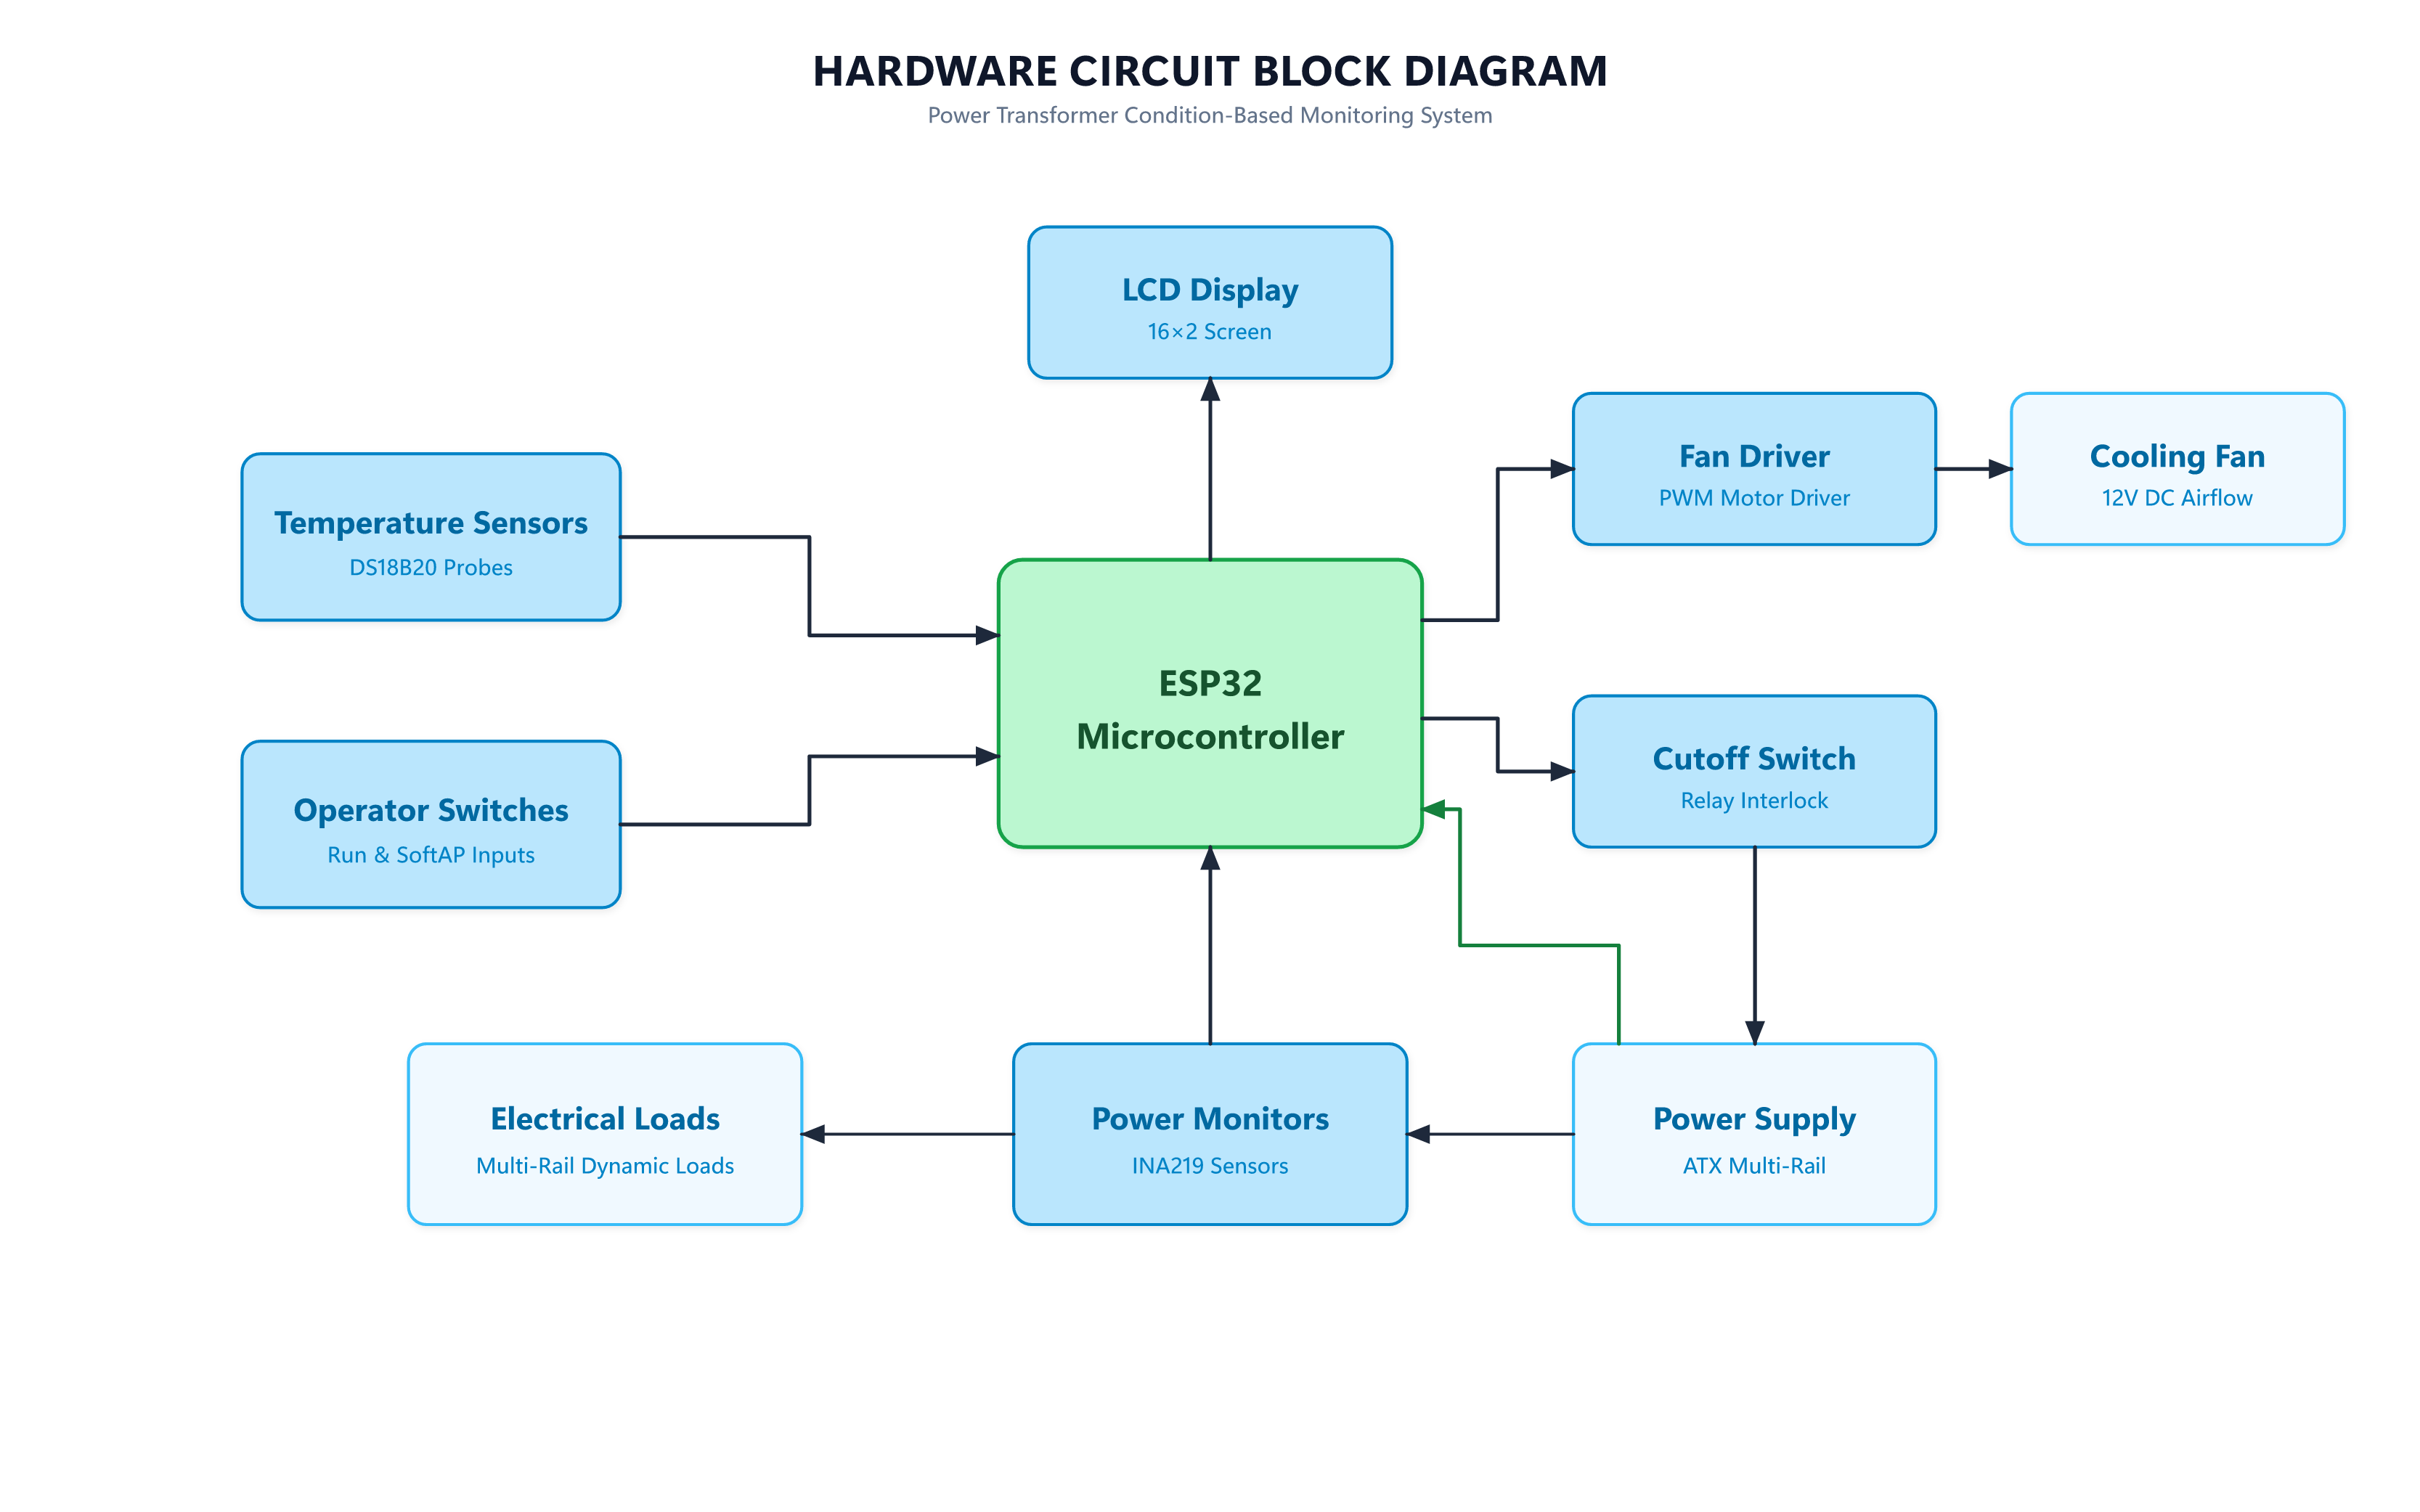 HARDWARE CIRCUIT BLOCK DIAGRAM
Power Transformer Condition-Based Monitoring System
LCD Display
16×2 Screen
Fan Driver
PWM Motor Driver
Cooling Fan
12V DC Airflow
Temperature Sensors
DS18B20 Probes
ESP32
Microcontroller
Cutoff Switch
Relay Interlock
Operator Switches
Run & SoftAP Inputs
Electrical Loads
Multi-Rail Dynamic Loads
Power Monitors
INA219 Sensors
Power Supply
ATX Multi-Rail